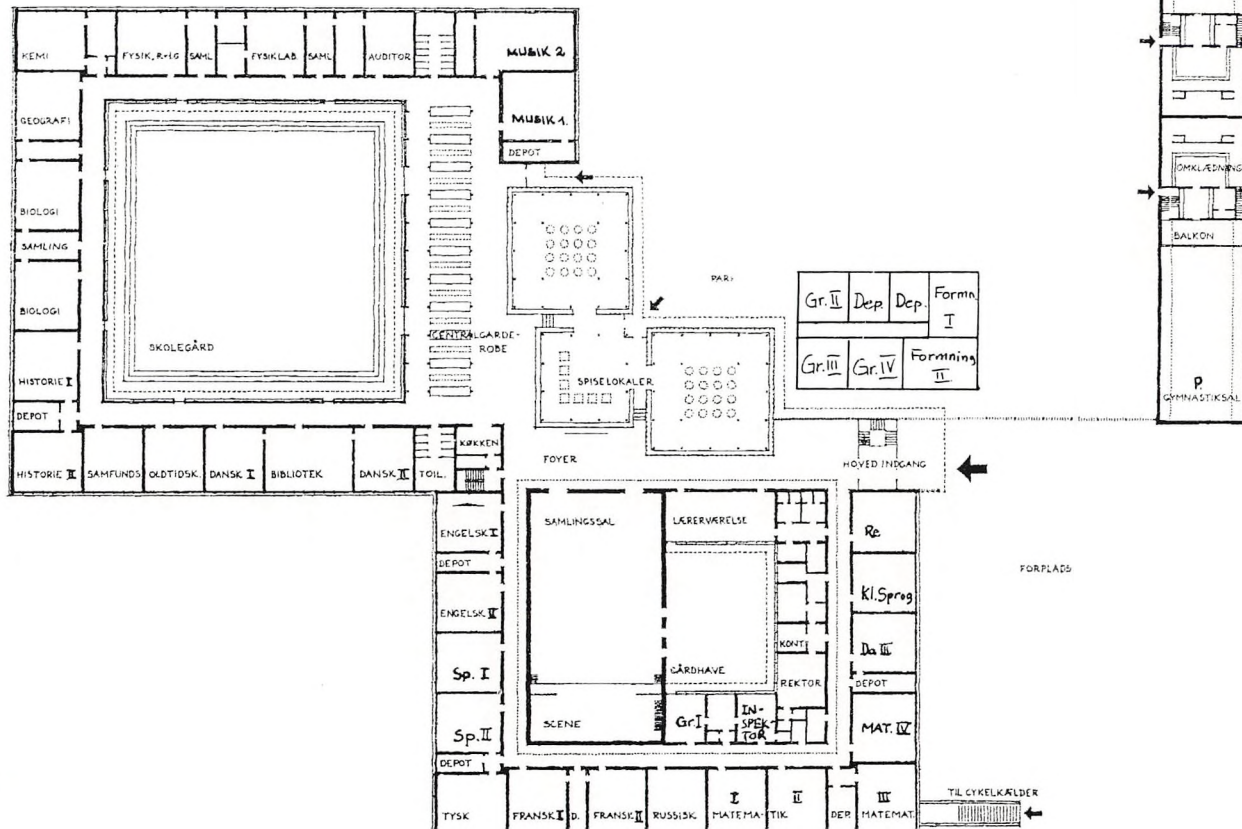 KEMI
FYSIK, R+LG
SAML
FYSIKLAB.
SAML
AUDITOR
MUSIK 2
GEOGRAFI
MUSIK 1.
DEPOT
OMKLÆDNING
BIOLOGI
SAMLING
BALKON
BIOLOGI
PAR
Gr. II
Dep.
Dep.
Formn.
I
CENTRALGARDE-
ROBE
SKOLEGÅRD
Gr. III
Gr. IV
Formning
II
HISTORIE I
SPISELOKALER
P.
GYMNASTIKSAL
DEPOT
KØKKEN
HISTORIE II
SAMFUNDS
OLDTIDSK.
DANSK I
BIBLIOTEK
DANSK II
TOIL.
FOYER
HOVED INDGANG
SAMLINGSSAL
LÆRERVÆRELSE
ENGELSK I
Re
DEPOT
FORPLADS
ENGELSK II
Kl. Sprog
KONT
Da III
Sp. I
GÅRDHAVE
REKTOR
DEPOT
Sp. II
SCENE
Gr I
IN-
SPEK-
TOR
MAT. IV
DEPOT
TIL CYKELKÆLDER
TYSK
FRANSK I
D.
FRANSK II
RUSSISK
I
MATEMA-
II
TIK
DEP.
III
MATEMAT.